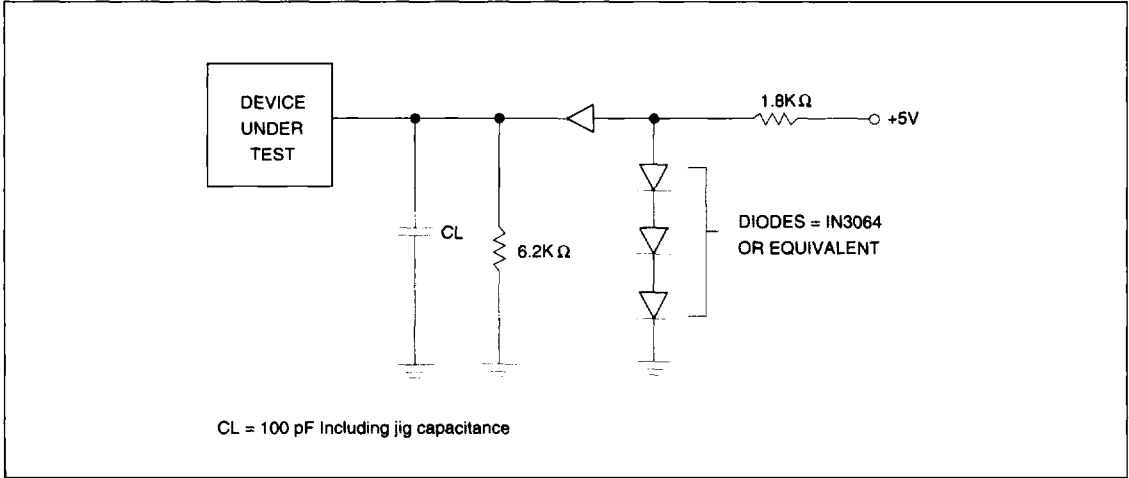 DEVICE
UNDER
TEST
1.8KΩ
+5V
CL
6.2KΩ
DIODES = IN3064
OR EQUIVALENT
CL = 100 pF Including jig capacitance